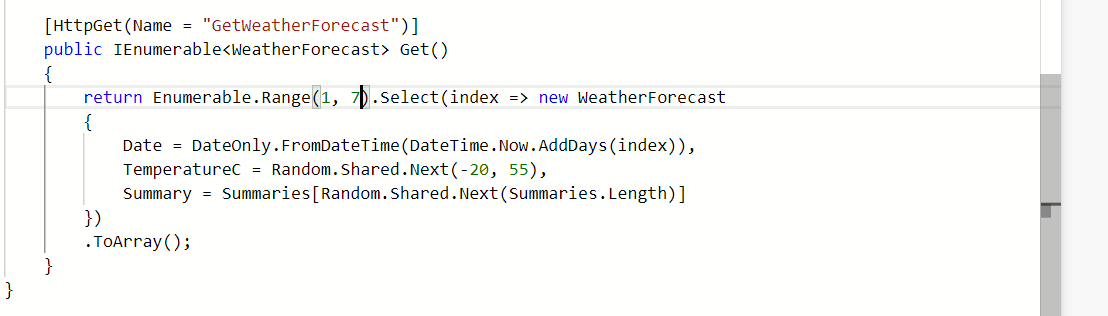 [HttpGet(Name = "GetWeatherForecast")]
public IEnumerable<WeatherForecast> Get()
{
return Enumerable.Range(1, 7).Select(index => new WeatherForecast
{
Date = DateOnly.FromDateTime(DateTime.Now.AddDays(index)),
TemperatureC = Random.Shared.Next(-20, 55),
Summary = Summaries[Random.Shared.Next(Summaries.Length)]
})
.ToArray();
}
}